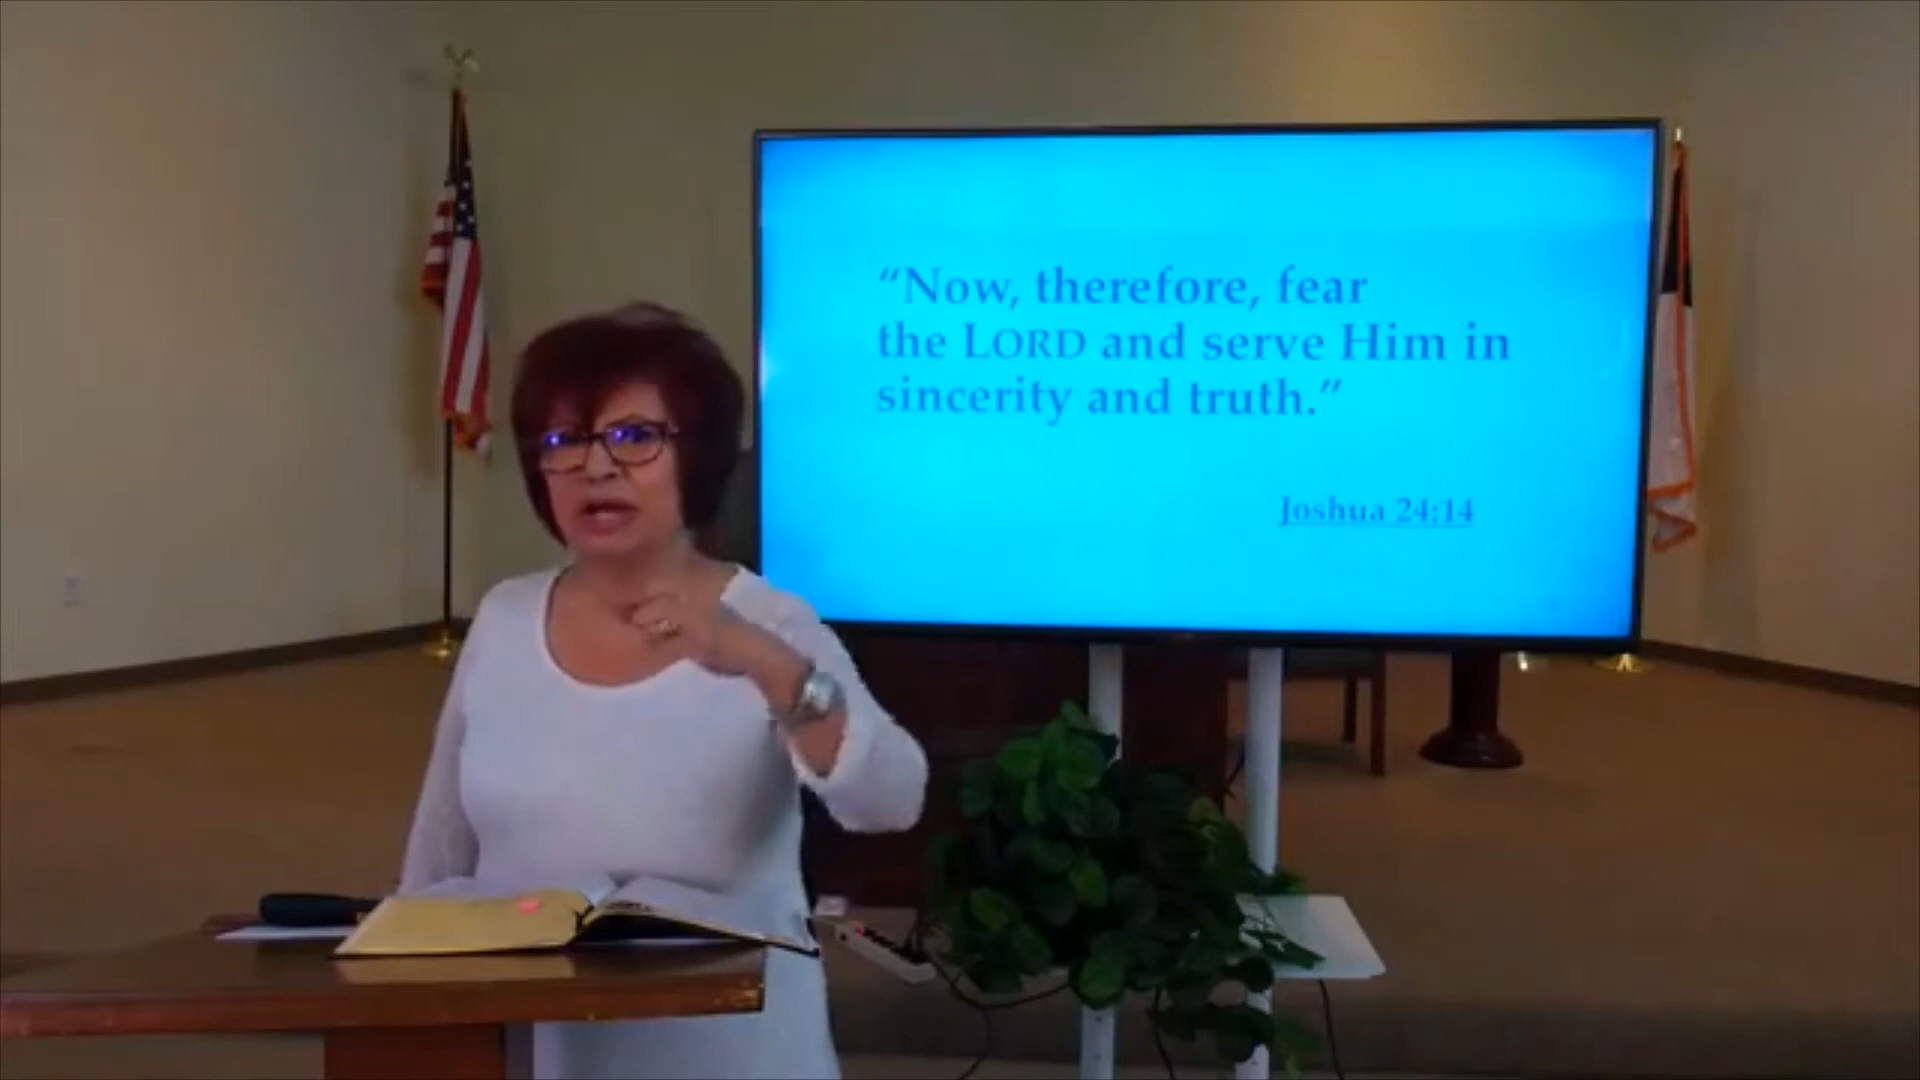 “Now, therefore, fear
the LORD and serve Him in
sincerity and truth.”
Joshua 24:14